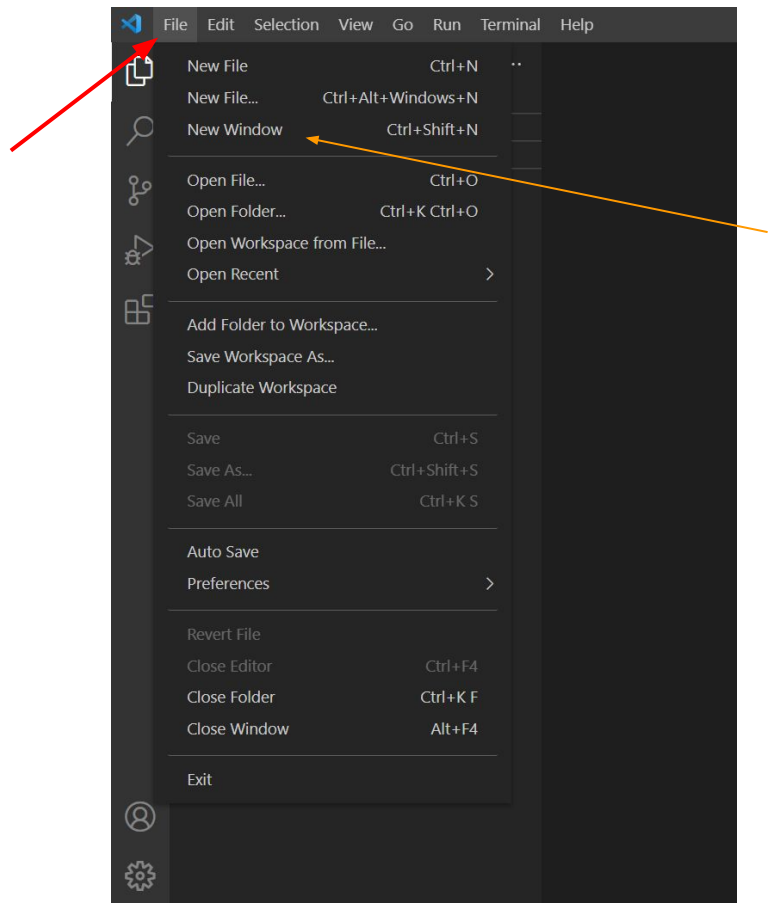 File Edit Selection View Go Run Terminal Help
New File Ctrl+N
New File... Ctrl+Alt+Windows+N
New Window Ctrl+Shift+N
Open File... Ctrl+O
Open Folder... Ctrl+K Ctrl+O
Open Workspace from File...
Open Recent
Add Folder to Workspace...
Save Workspace As...
Duplicate Workspace
Save Ctrl+S
Save As... Ctrl+Shift+S
Save All Ctrl+K S
Auto Save
Preferences
Revert File
Close Editor Ctrl+F4
Close Folder Ctrl+K F
Close Window Alt+F4
Exit